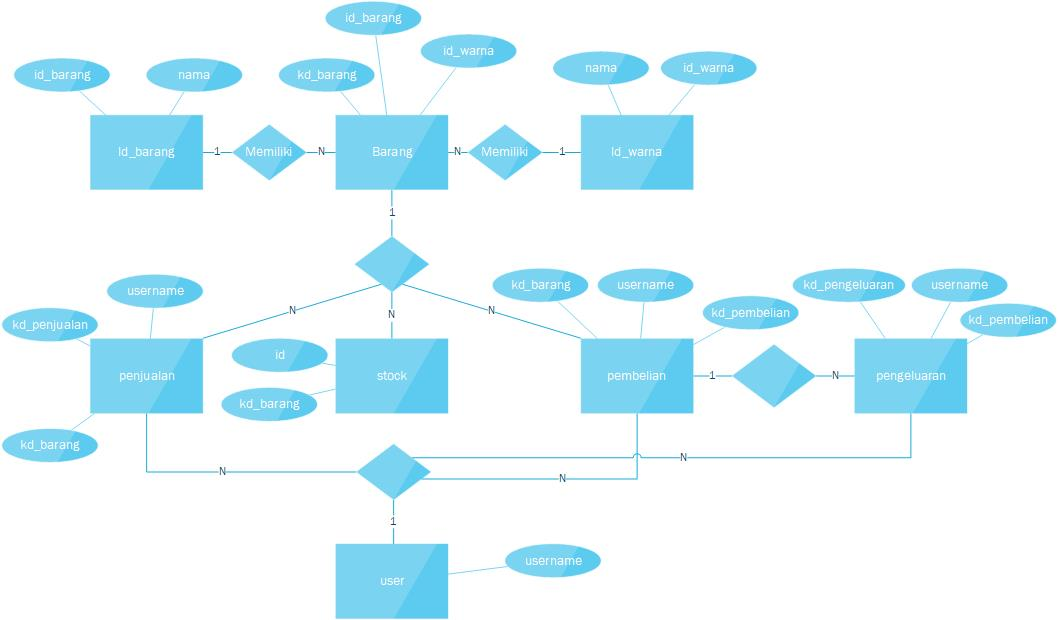 id_barang
id_warna
id_barang
nama
kd_barang
nama
id_warna
Id_barang
1
Memiliki
N
Barang
N
Memiliki
1
Id_warna
1
username
kd_barang
username
kd_pengeluaran
username
kd_penjualan
N
N
N
kd_pembelian
kd_pembelian
penjualan
id
stock
pembelian
1
N
pengeluaran
kd_barang
kd_barang
N
N
N
1
user
username